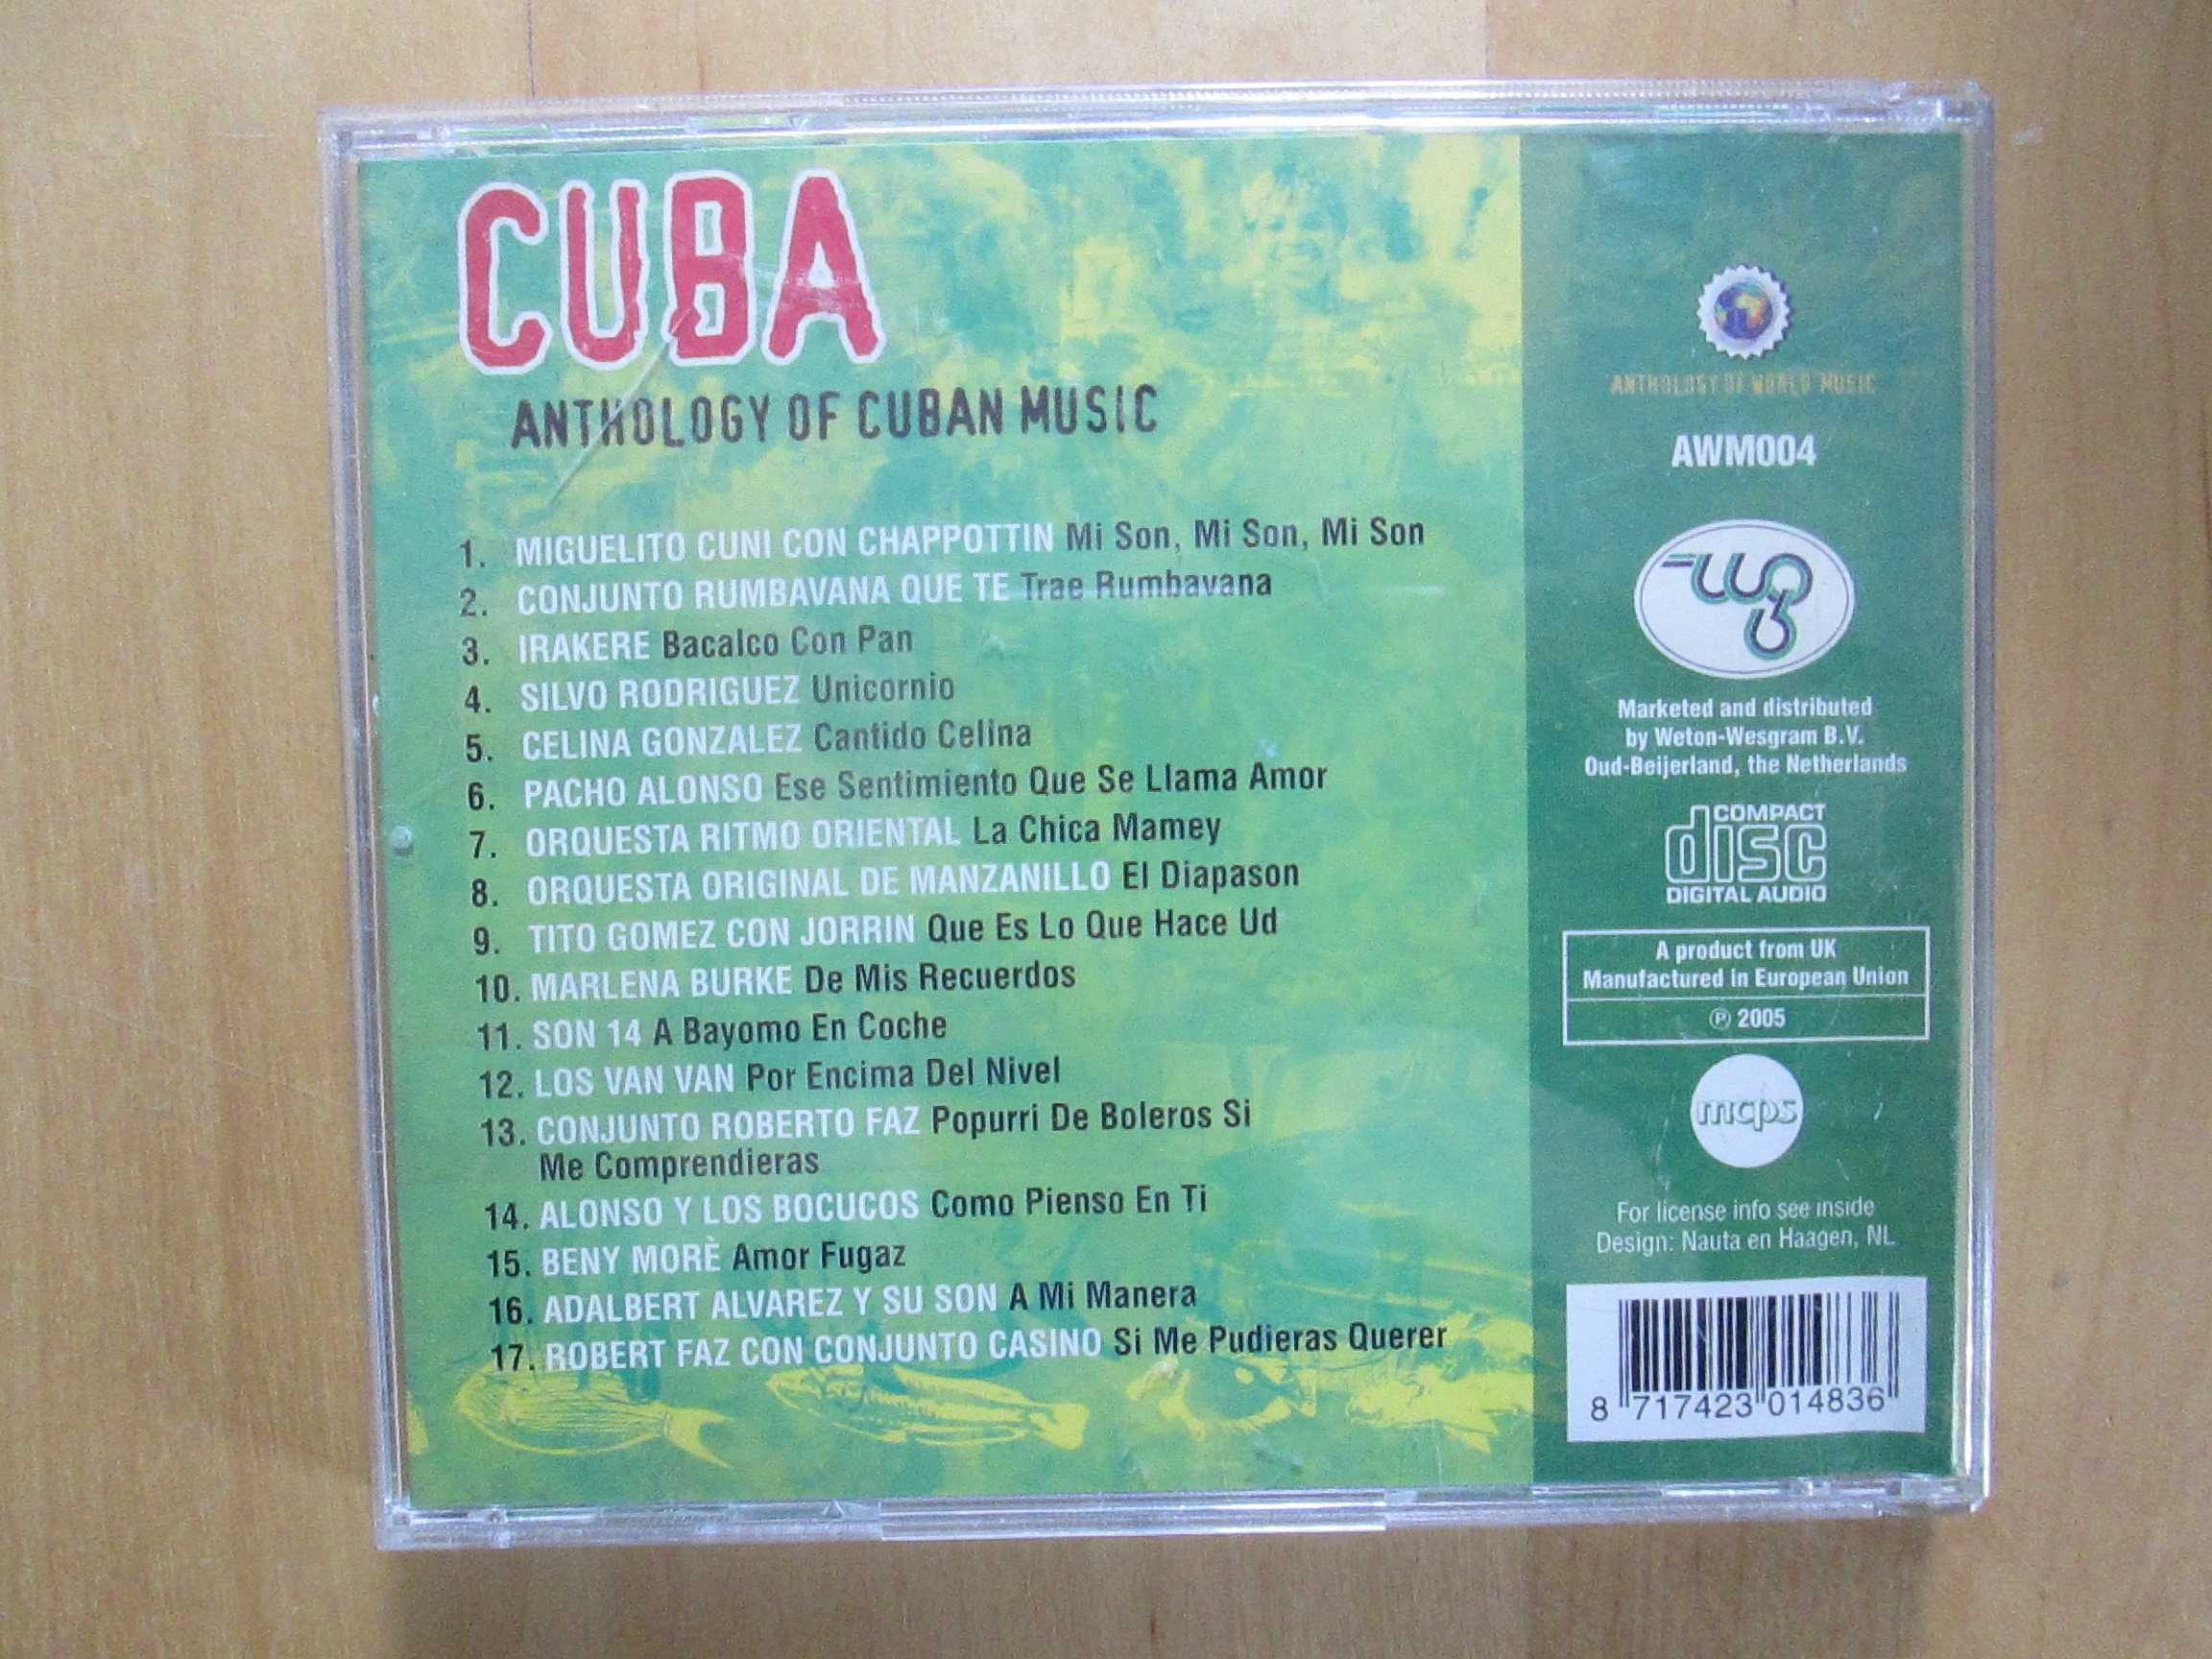 CUBA
ANTHOLOGY OF CUBAN MUSIC
1. MIGUELITO CUNI CON CHAPPOTTIN Mi Son, Mi Son, Mi Son
2. CONJUNTO RUMBAVANA QUE TE Trae Rumbavana
3. IRAKERE Bacalco Con Pan
4. SILVO RODRIGUEZ Unicornio
5. CELINA GONZALEZ Cantido Celina
6. PACHO ALONSO Ese Sentimiento Que Se Llama Amor
7. ORQUESTA RITMO ORIENTAL La Chica Mamey
8. ORQUESTA ORIGINAL DE MANZANILLO El Diapason
9. TITO GOMEZ CON JORRIN Que Es Lo Que Hace Ud
10. MARLENA BURKE De Mis Recuerdos
11. SON 14 A Bayomo En Coche
12. LOS VAN VAN Por Encima Del Nivel
13. CONJUNTO ROBERTO FAZ Popurri De Boleros Si
Me Comprendieras
14. ALONSO Y LOS BOCUCOS Como Pienso En Ti
15. BENY MORÈ Amor Fugaz
16. ADALBERT ALVAREZ Y SU SON A Mi Manera
17. ROBERT FAZ CON CONJUNTO CASINO Si Me Pudieras Querer
ANTHOLOGY OF WORLD MUSIC
AWM004
Marketed and distributed
by Weton-Wesgram B.V.
Oud-Beijerland, the Netherlands
COMPACT
disc
DIGITAL AUDIO
A product from UK
Manufactured in European Union
℗ 2005
mcps
For license info see inside
Design: Nauta en Haagen, NL
8 717423 014836